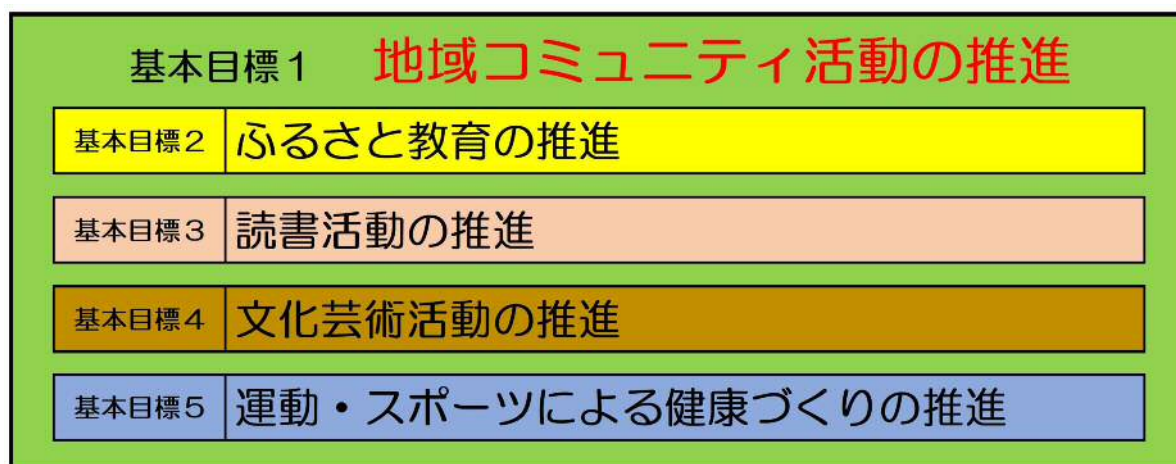 基本目標1 地域コミュニティ活動の推進
基本目標2 ふるさと教育の推進
基本目標3 読書活動の推進
基本目標4 文化芸術活動の推進
基本目標5 運動・スポーツによる健康づくりの推進